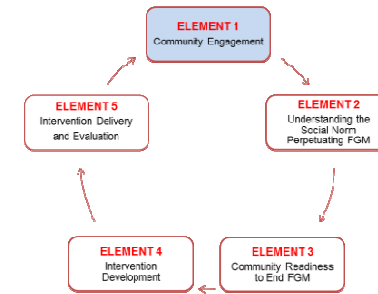 ELEMENT 1
Community Engagement
ELEMENT 2
Understanding the
Social Norm
Perpetuating FGM
ELEMENT 3
Community Readiness
to End FGM
ELEMENT 4
Intervention
Development
ELEMENT 5
Intervention Delivery
and Evaluation